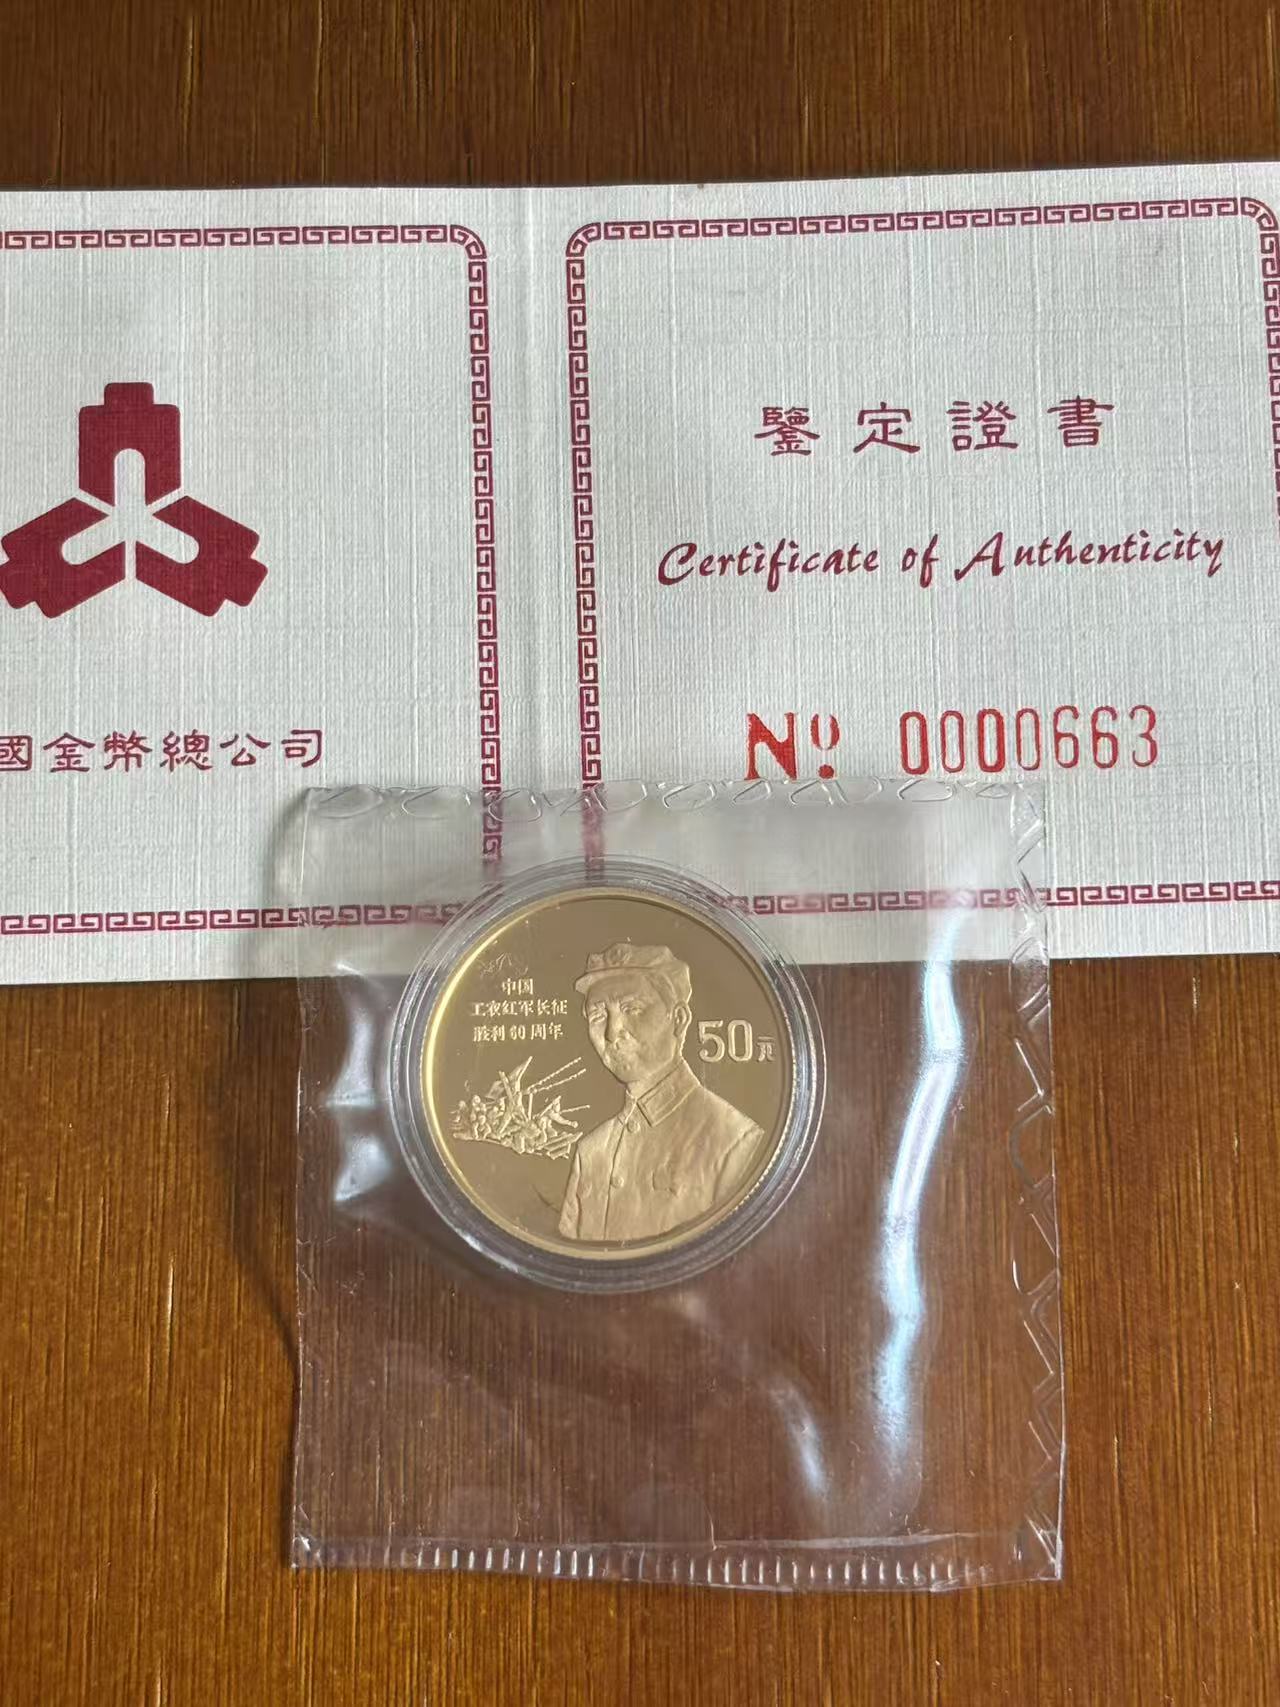 國金幣總公司
鑒定證書
Certificate of Authenticity
Nº 0000663
中国
工农红军长征
胜利60周年
50元